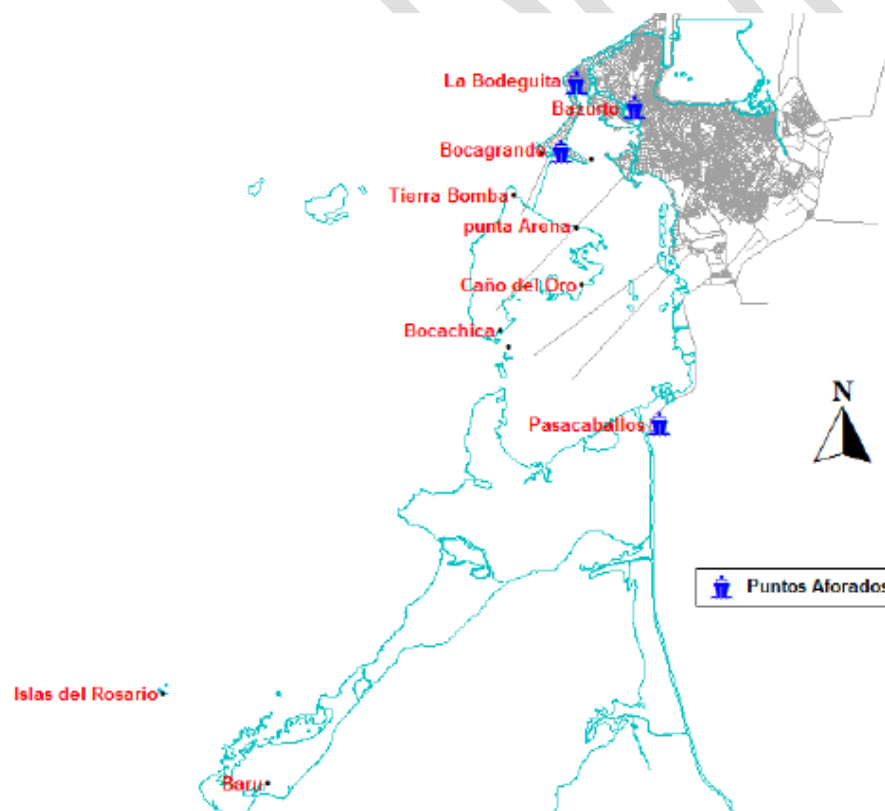 La Bodeguita
Bazurto
Bocagrande
Tierra Bomba
punta Arena
Caño del Oro
Bocachica
N
Pasacaballos
Puntos Aforados
Islas del Rosario
Baru